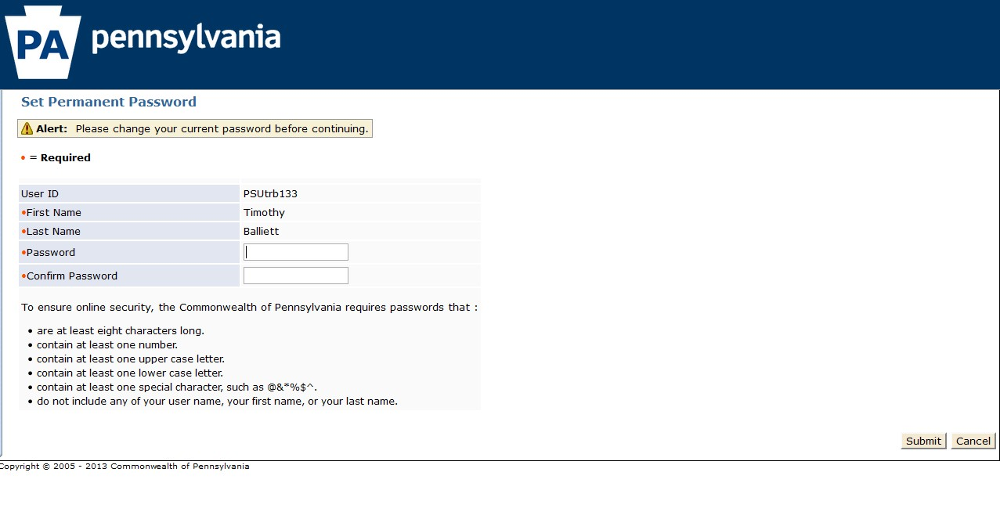 PA pennsylvania
Set Permanent Password
Alert: Please change your current password before continuing.
• = Required
User ID PSUtrb133
•First Name Timothy
•Last Name Balliett
•Password
•Confirm Password
To ensure online security, the Commonwealth of Pennsylvania requires passwords that :
• are at least eight characters long.
• contain at least one number.
• contain at least one upper case letter.
• contain at least one lower case letter.
• contain at least one special character, such as @&*%$^.
• do not include any of your user name, your first name, or your last name.
Submit Cancel
Copyright © 2005 - 2013 Commonwealth of Pennsylvania